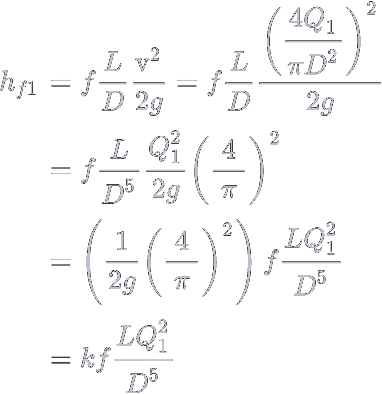 h_{f1} = f\frac{L}{D}\frac{v^2}{2g} = f\frac{L}{D}\frac{\left(\frac{4Q_1}{\pi D^2}\right)^2}{2g}
= f\frac{L}{D^5}\frac{Q_1^2}{2g}\left(\frac{4}{\pi}\right)^2
= \left(\frac{1}{2g}\left(\frac{4}{\pi}\right)^2\right)f\frac{LQ_1^2}{D^5}
= kf\frac{LQ_1^2}{D^5}